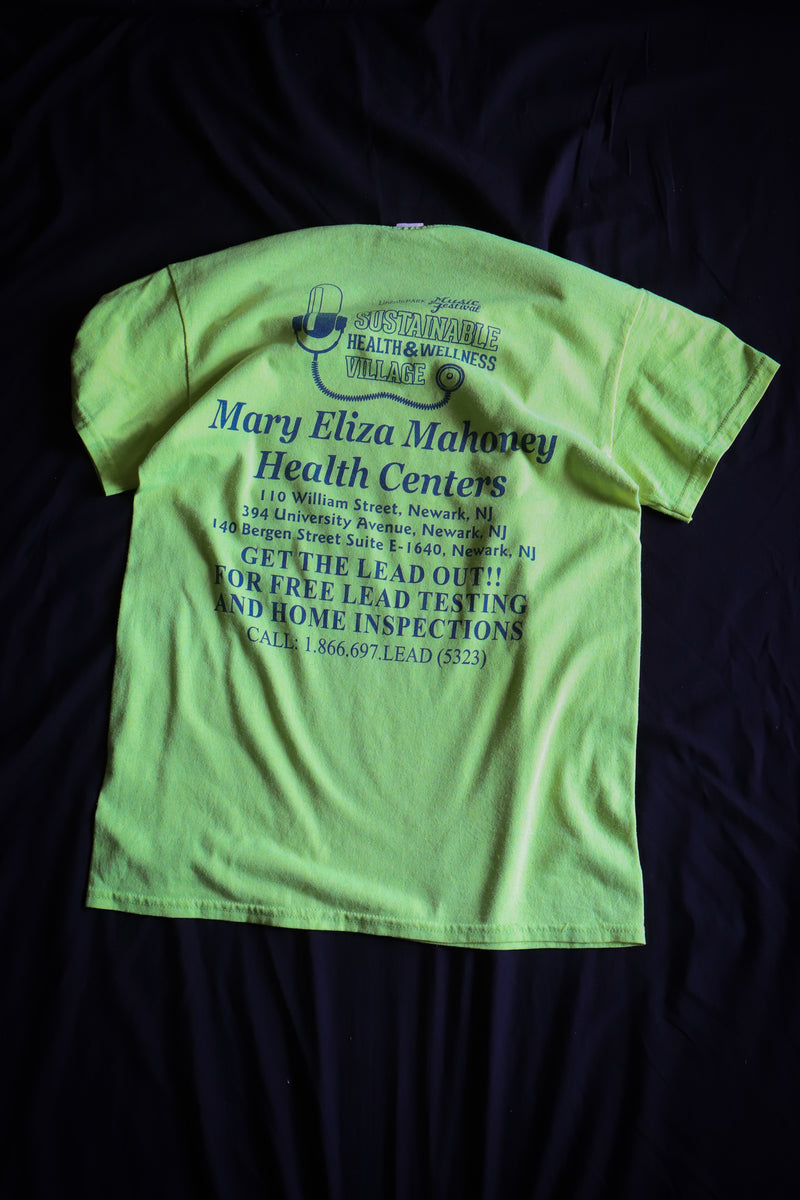 Lincoln PARK Music Festival
SUSTAINABLE
HEALTH & WELLNESS
VILLAGE
Mary Eliza Mahoney
Health Centers
110 William Street, Newark, NJ
394 University Avenue, Newark, NJ
140 Bergen Street Suite E-1640, Newark, NJ
GET THE LEAD OUT!!
FOR FREE LEAD TESTING
AND HOME INSPECTIONS
CALL: 1.866.697.LEAD (5323)